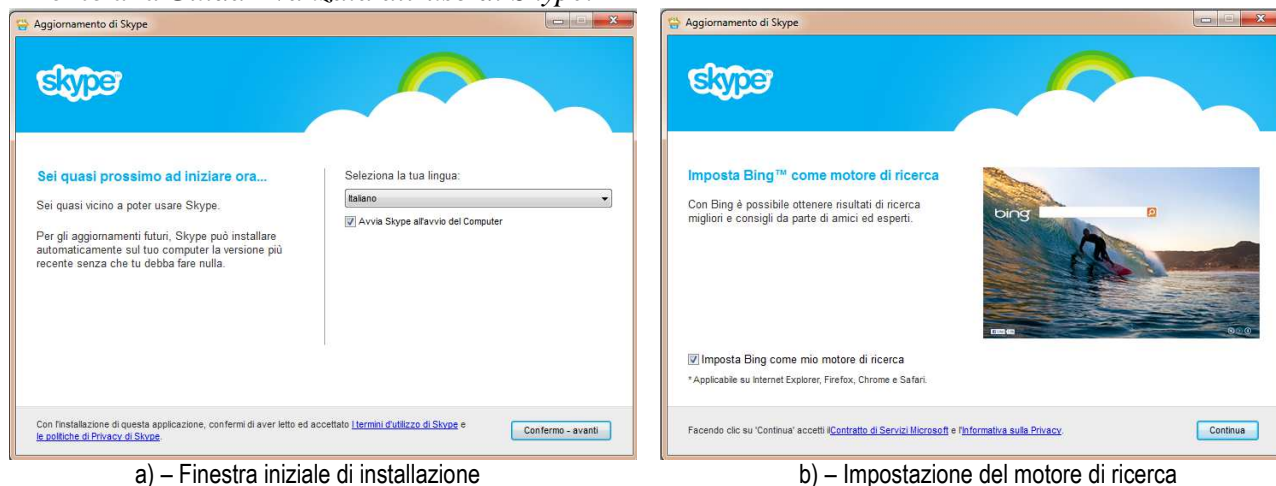 Aggiornamento di Skype
skype
Sei quasi prossimo ad iniziare ora...
Sei quasi vicino a poter usare Skype.
Per gli aggiornamenti futuri, Skype può installare
automaticamente sul tuo computer la versione più
recente senza che tu debba fare nulla.
Seleziona la tua lingua:
Italiano
Avvia Skype all'avvio del Computer
Con l'installazione di questa applicazione, confermi di aver letto ed accettato I termini d'utilizzo di Skype e
le politiche di Privacy di Skype.
Confermo - avanti
a) – Finestra iniziale di installazione
Aggiornamento di Skype
skype
Imposta Bing™ come motore di ricerca
Con Bing è possibile ottenere risultati di ricerca
migliori e consigli da parte di amici ed esperti.
bing
Imposta Bing come mio motore di ricerca
* Applicabile su Internet Explorer, Firefox, Chrome e Safari.
Facendo clic su 'Continua' accetti ilContratto di Servizi Microsoft e l'Informativa sulla Privacy.
Continua
b) – Impostazione del motore di ricerca